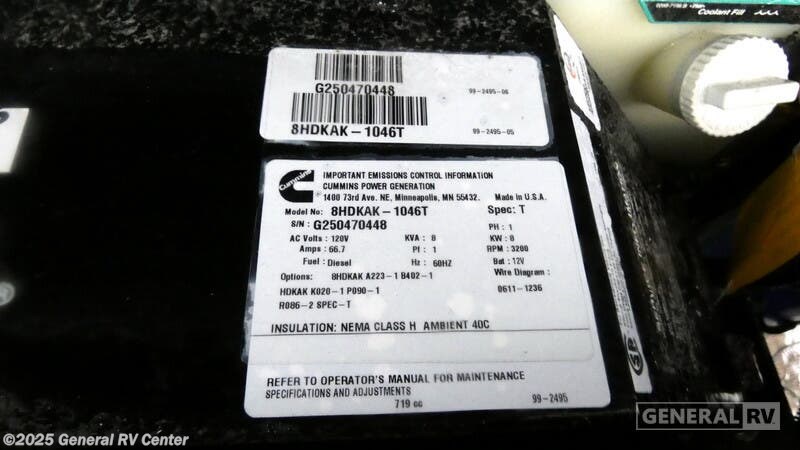 Coolant Fill
G250470448
99-2495-06
8HDKAK-1046T
99-2495-05
Cummins
IMPORTANT EMISSIONS CONTROL INFORMATION
CUMMINS POWER GENERATION
1400 73rd Ave. NE, Minneapolis, MN 55432. Made in U.S.A.
Model No: 8HDKAK-1046T Spec: T
S/N: G250470448 PH: 1
AC Volts: 120V KVA: 8 KW: 8
Amps: 66.7 Pf: 1 RPM: 3200
Fuel: Diesel Hz: 60HZ Bat: 12V
Options: 8HDKAK A223-1 B402-1 Wire Diagram:
HDKAK K020-1 P090-1 0611-1236
R086-2 SPEC-T
INSULATION: NEMA CLASS H AMBIENT 40C
REFER TO OPERATOR'S MANUAL FOR MAINTENANCE
SPECIFICATIONS AND ADJUSTMENTS
719 cc 99-2495
GENERAL RV
©2025 General RV Center